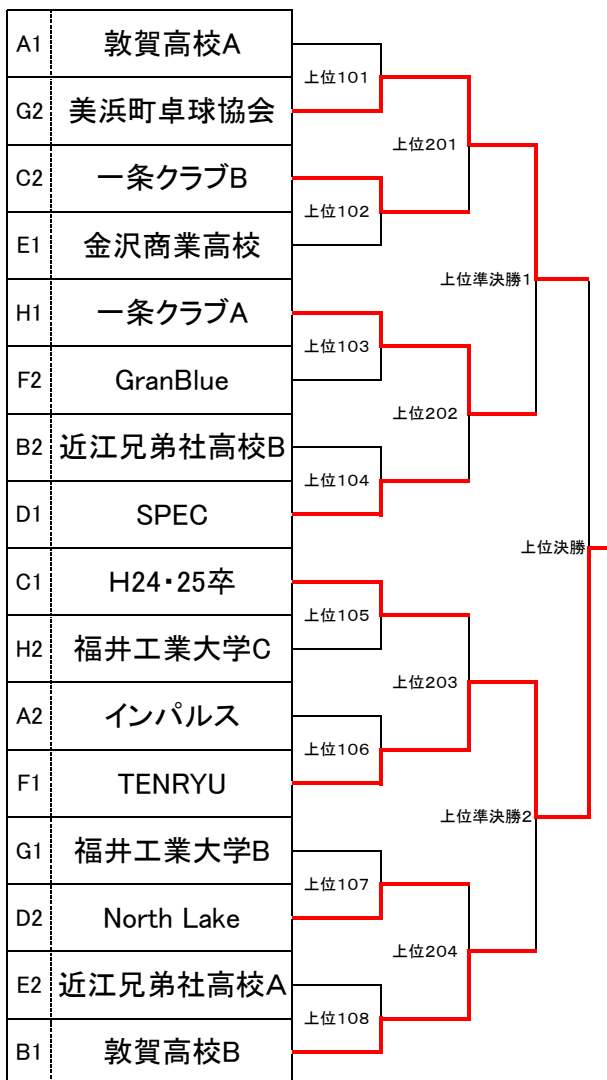 A1 敦賀高校A
上位101
G2 美浜町卓球協会
上位201
C2 一条クラブB
上位102
E1 金沢商業高校
上位準決勝1
H1 一条クラブA
上位103
F2 GranBlue
上位202
B2 近江兄弟社高校B
上位104
D1 SPEC
上位決勝
C1 H24・25卒
上位105
H2 福井工業大学C
上位203
A2 インパルス
上位106
F1 TENRYU
上位準決勝2
G1 福井工業大学B
上位107
D2 North Lake
上位204
E2 近江兄弟社高校A
上位108
B1 敦賀高校B